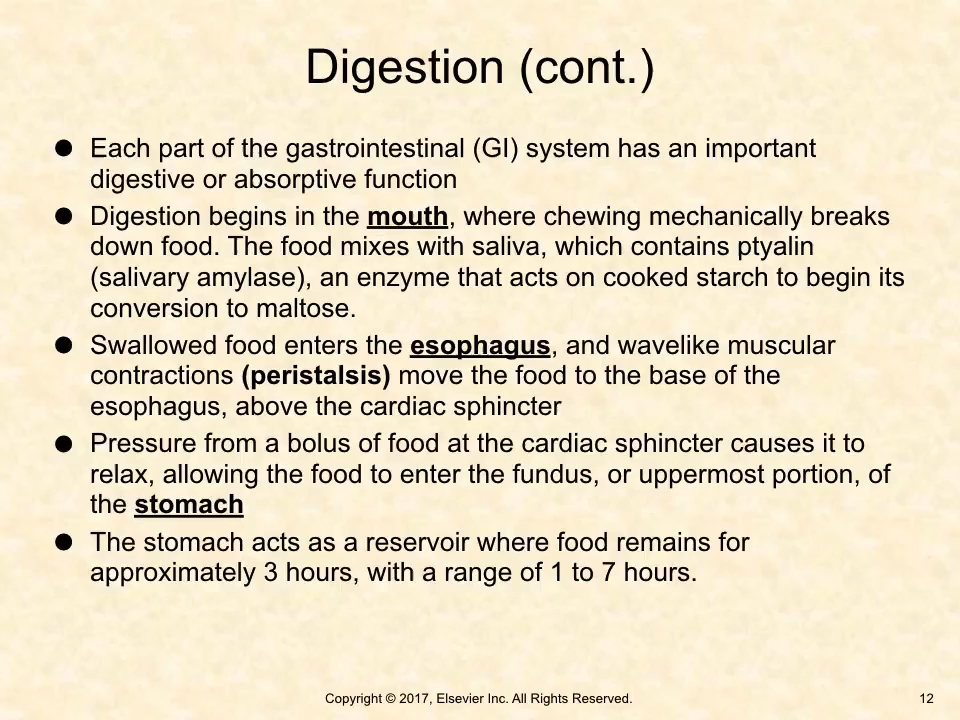 Digestion (cont.)
● Each part of the gastrointestinal (GI) system has an important
digestive or absorptive function
● Digestion begins in the mouth, where chewing mechanically breaks
down food. The food mixes with saliva, which contains ptyalin
(salivary amylase), an enzyme that acts on cooked starch to begin its
conversion to maltose.
● Swallowed food enters the esophagus, and wavelike muscular
contractions (peristalsis) move the food to the base of the
esophagus, above the cardiac sphincter
● Pressure from a bolus of food at the cardiac sphincter causes it to
relax, allowing the food to enter the fundus, or uppermost portion, of
the stomach
● The stomach acts as a reservoir where food remains for
approximately 3 hours, with a range of 1 to 7 hours.
Copyright © 2017, Elsevier Inc. All Rights Reserved.
12